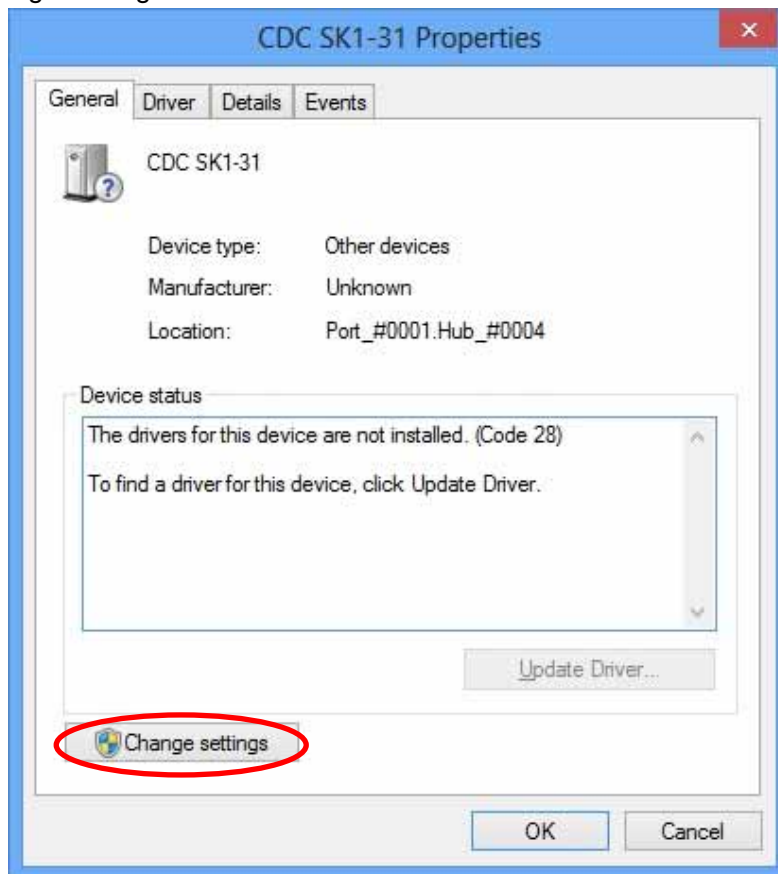 CDC SK1-31 Properties
General Driver Details Events
CDC SK1-31
Device type: Other devices
Manufacturer: Unknown
Location: Port_#0001.Hub_#0004
Device status
The drivers for this device are not installed. (Code 28)
To find a driver for this device, click Update Driver.
Update Driver...
Change settings
OK Cancel